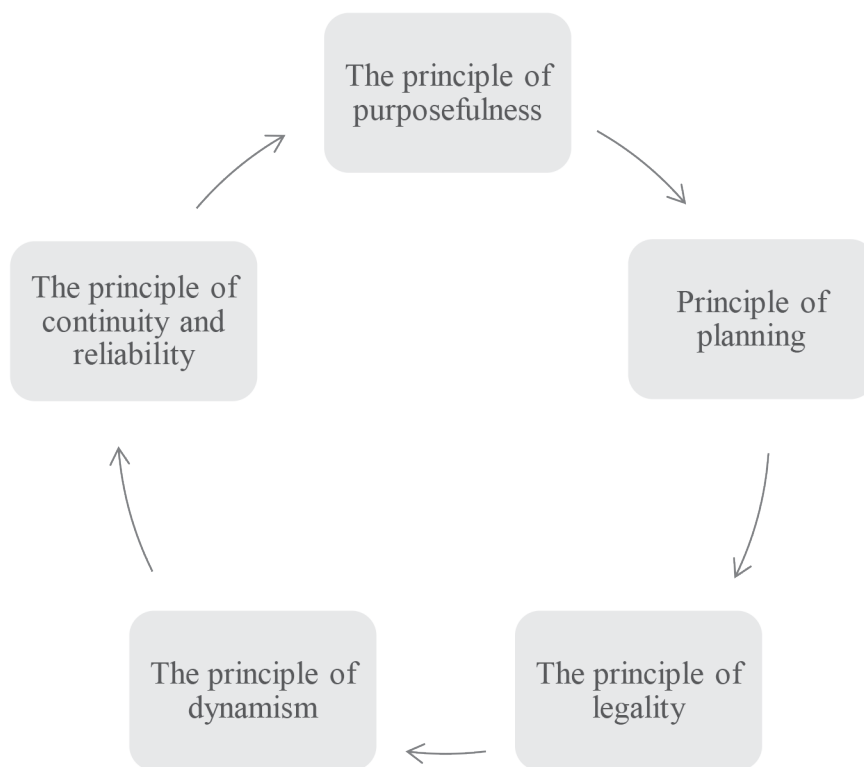 The principle of
purposefulness
Principle of
planning
The principle of
legality
The principle of
dynamism
The principle of
continuity and
reliability